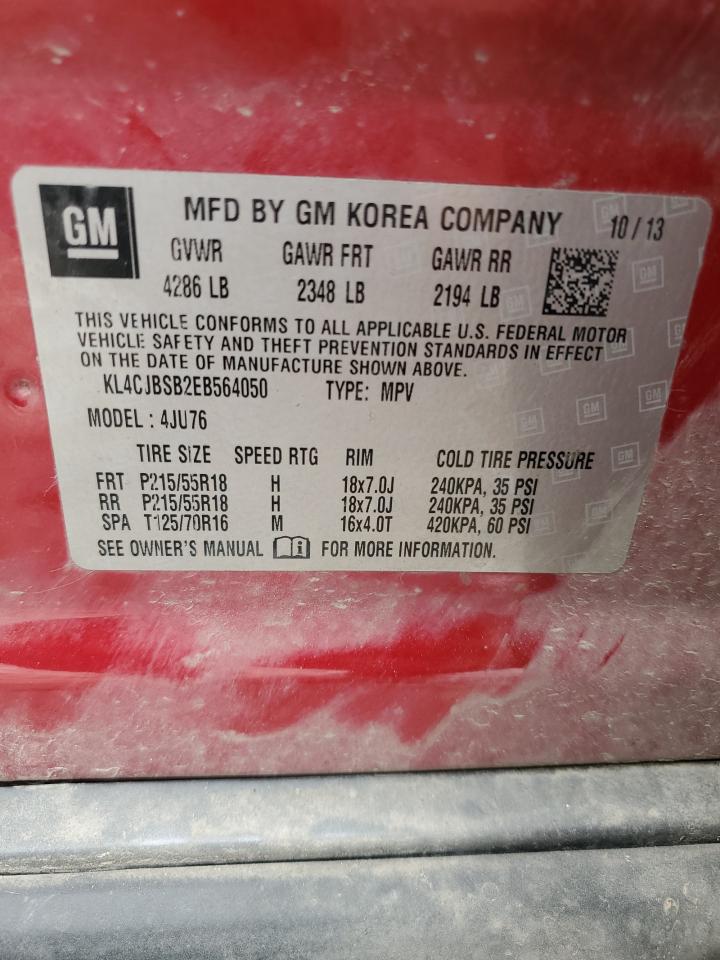 GM MFD BY GM KOREA COMPANY 10/13
GVWR GAWR FRT GAWR RR
4286 LB 2348 LB 2194 LB
THIS VEHICLE CONFORMS TO ALL APPLICABLE U.S. FEDERAL MOTOR
VEHICLE SAFETY AND THEFT PREVENTION STANDARDS IN EFFECT
ON THE DATE OF MANUFACTURE SHOWN ABOVE.
KL4CJBSB2EB564050 TYPE: MPV
MODEL : 4JU76
TIRE SIZE SPEED RTG RIM COLD TIRE PRESSURE
FRT P215/55R18 H 18x7.0J 240KPA, 35 PSI
RR P215/55R18 H 18x7.0J 240KPA, 35 PSI
SPA T125/70R16 M 16x4.0T 420KPA, 60 PSI
SEE OWNER'S MANUAL FOR MORE INFORMATION.